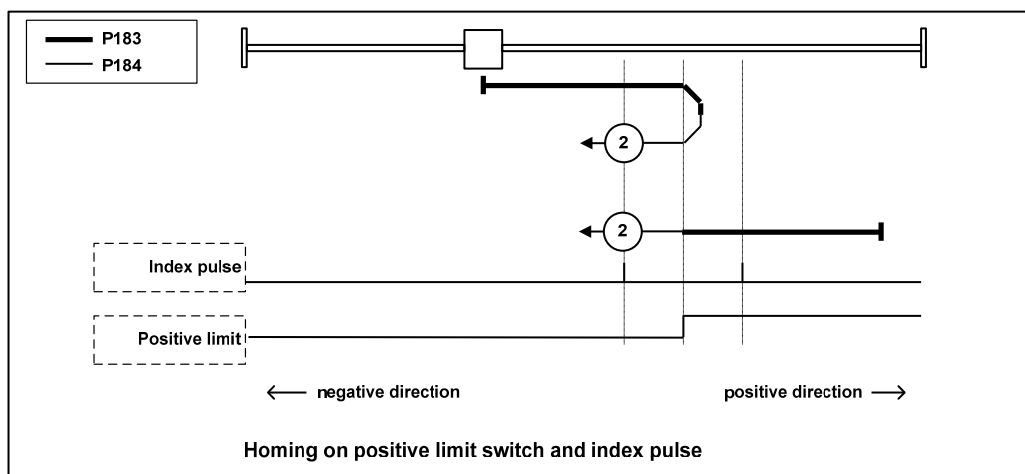 P183
P184
2
2
Index pulse
Positive limit
negative direction
positive direction
Homing on positive limit switch and index pulse